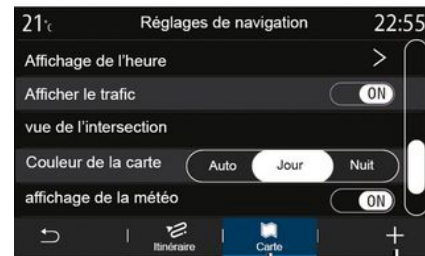 21°c Réglages de navigation 22:55
Affichage de l'heure >
Afficher le trafic ON
vue de l'intersection
Couleur de la carte Auto Jour Nuit
affichage de la météo ON
Itinéraire Carte +